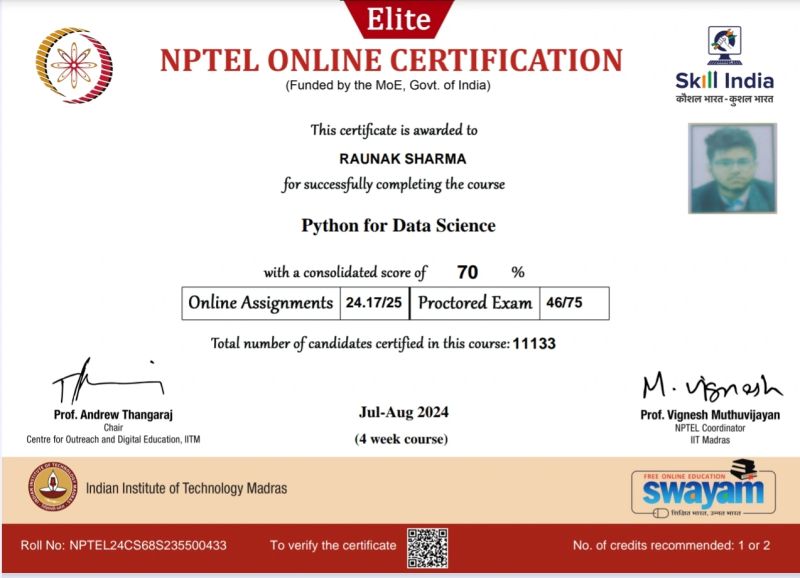 Elite
NPTEL ONLINE CERTIFICATION
(Funded by the MoE, Govt. of India)
Skill India
कौशल भारत - कुशल भारत
This certificate is awarded to
RAUNAK SHARMA
for successfully completing the course
Python for Data Science
with a consolidated score of 70 %
Online Assignments 24.17/25 Proctored Exam 46/75
Total number of candidates certified in this course: 11133
M. Vignesh
Prof. Andrew Thangaraj
Chair
Centre for Outreach and Digital Education, IITM
Jul-Aug 2024
(4 week course)
Prof. Vignesh Muthuvijayan
NPTEL Coordinator
IIT Madras
Indian Institute of Technology Madras
FREE ONLINE EDUCATION
swayam
शिक्षित भारत, उन्नत भारत
Roll No: NPTEL24CS68S235500433
To verify the certificate
No. of credits recommended: 1 or 2